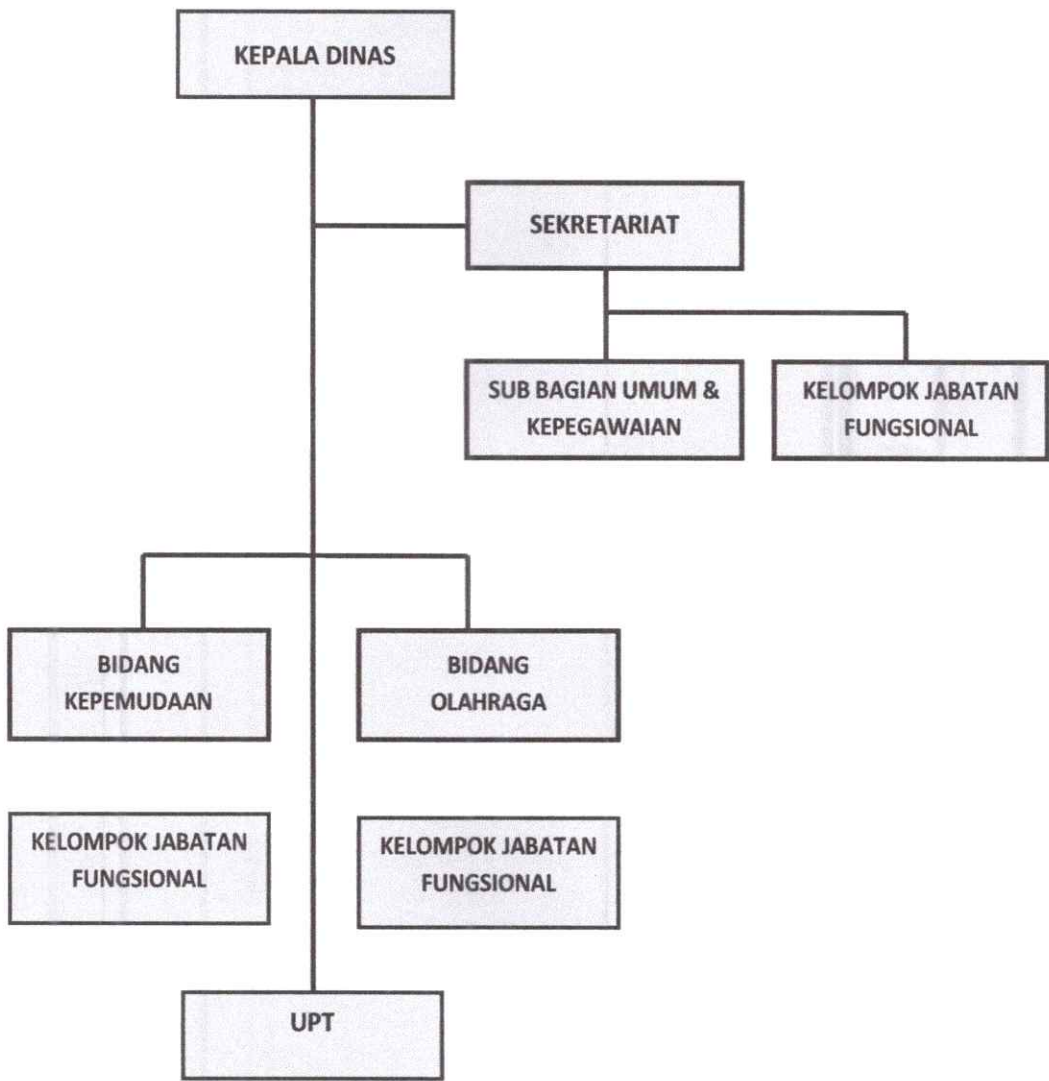 KEPALA DINAS
SEKRETARIAT
SUB BAGIAN UMUM &
KEPEGAWAIAN
KELOMPOK JABATAN
FUNGSIONAL
BIDANG
KEPEMUDAAN
BIDANG
OLAHRAGA
KELOMPOK JABATAN
FUNGSIONAL
KELOMPOK JABATAN
FUNGSIONAL
UPT